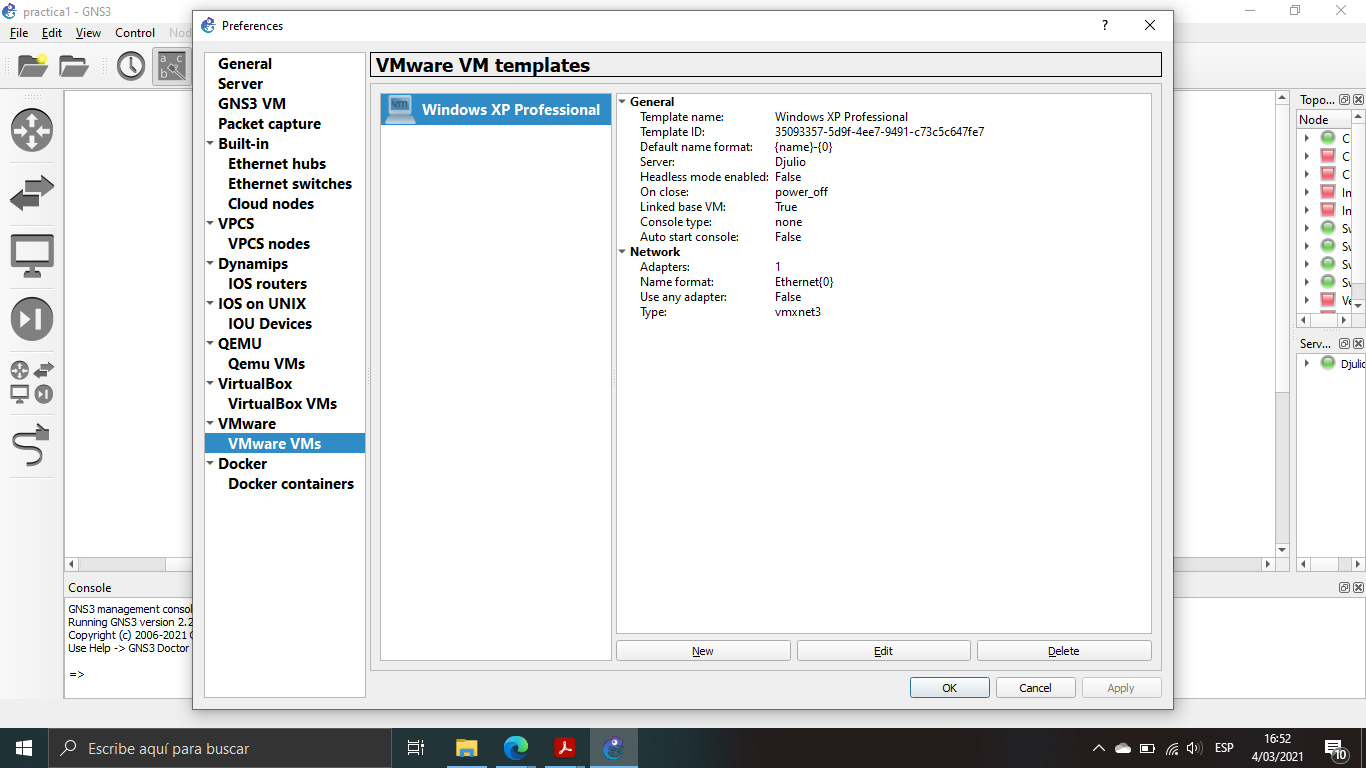 practica1 - GNS3
File Edit View Control Nod
Preferences
?
General
Server
GNS3 VM
Packet capture
Built-in
Ethernet hubs
Ethernet switches
Cloud nodes
VPCS
VPCS nodes
Dynamips
IOS routers
IOS on UNIX
IOU Devices
QEMU
Qemu VMs
VirtualBox
VirtualBox VMs
VMware
VMware VMs
Docker
Docker containers
VMware VM templates
vm Windows XP Professional
General
Template name: Windows XP Professional
Template ID: 35093357-5d9f-4ee7-9491-c73c5c647fe7
Default name format: {name}-{0}
Server: Djulio
Headless mode enabled: False
On close: power_off
Linked base VM: True
Console type: none
Auto start console: False
Network
Adapters: 1
Name format: Ethernet{0}
Use any adapter: False
Type: vmxnet3
New Edit Delete
OK Cancel Apply
Topo...
Node
C
C
C
In
In
Sv
Sv
Sv
Sv
Ve
Serv...
Djulio
Console
GNS3 management consol
Running GNS3 version 2.2
Copyright (c) 2006-2021 G
Use Help -> GNS3 Doctor
=>
Escribe aquí para buscar
ESP
16:52
4/03/2021
10